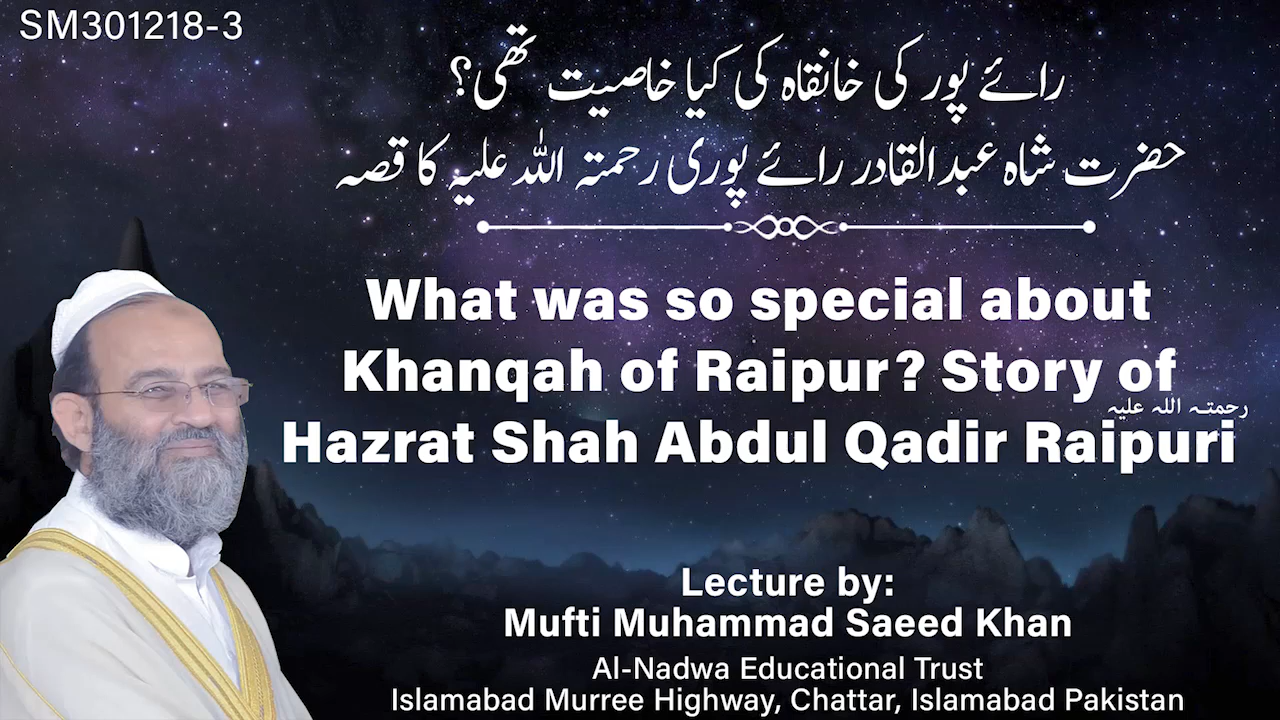 SM301218-3
رائے پور کی خانقاہ کی کیا خاصیت تھی؟
حضرت شاہ عبدالقادر رائے پوری رحمتہ اللہ علیہ کا قصہ
What was so special about
Khanqah of Raipur? Story of
رحمتہ اللہ علیہ
Hazrat Shah Abdul Qadir Raipuri
Lecture by:
Mufti Muhammad Saeed Khan
Al-Nadwa Educational Trust
Islamabad Murree Highway, Chattar, Islamabad Pakistan